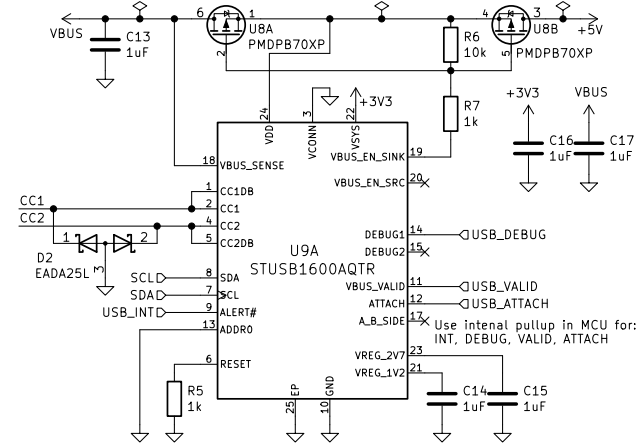 VBUS
C13
1uF
6
1
2
U8A
PMDPB70XP
R6
10k
4
3
5
U8B
PMDPB70XP
+5V
R7
1k
+3V3
+3V3
C16
1uF
VBUS
C17
1uF
24
VDD
3
VCONN
22
VSYS
18 VBUS_SENSE
1 CC1DB
2 CC1
4 CC2
5 CC2DB
8 SDA
7 SCL
9 ALERT#
13 ADDR0
6 RESET
VBUS_EN_SINK 19
VBUS_EN_SRC 20
DEBUG1 14
DEBUG2 15
VBUS_VALID 11
ATTACH 12
A_B_SIDE 17
VREG_2V7 23
VREG_1V2 21
25
EP
10
GND
U9A
STUSB1600AQTR
CC1
CC2
1
2
3
D2
EADA25L
SCL
SDA
USB_INT
R5
1k
USB_DEBUG
USB_VALID
USB_ATTACH
Use intenal pullup in MCU for:
INT, DEBUG, VALID, ATTACH
C14
1uF
C15
1uF